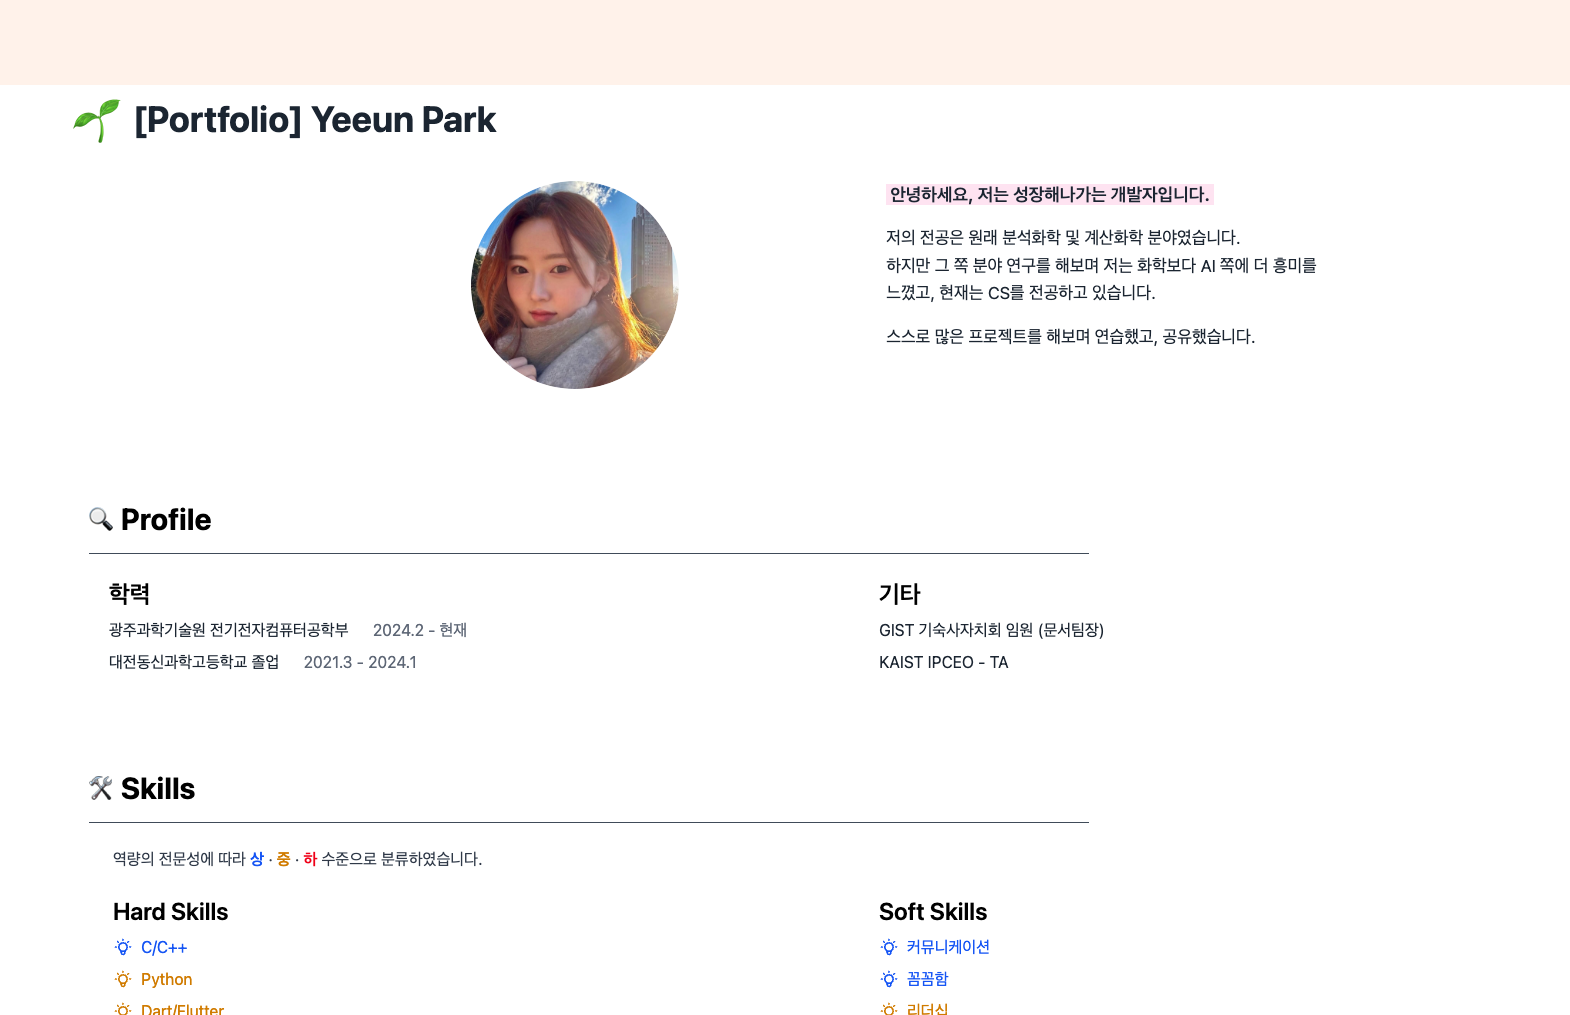 [Portfolio] Yeeun Park
안녕하세요, 저는 성장해나가는 개발자입니다.
저의 전공은 원래 분석화학 및 계산화학 분야였습니다.
하지만 그 쪽 분야 연구를 해보며 저는 화학보다 AI 쪽에 더 흥미를
느꼈고, 현재는 CS를 전공하고 있습니다.
스스로 많은 프로젝트를 해보며 연습했고, 공유했습니다.
Profile
학력
광주과학기술원 전기전자컴퓨터공학부 2024.2 - 현재
대전동신과학고등학교 졸업 2021.3 - 2024.1
기타
GIST 기숙사자치회 임원 (문서팀장)
KAIST IPCEO - TA
Skills
역량의 전문성에 따라 상 · 중 · 하 수준으로 분류하였습니다.
Hard Skills
C/C++
Python
Dart/Flutter
Soft Skills
커뮤니케이션
꼼꼼함
리더십